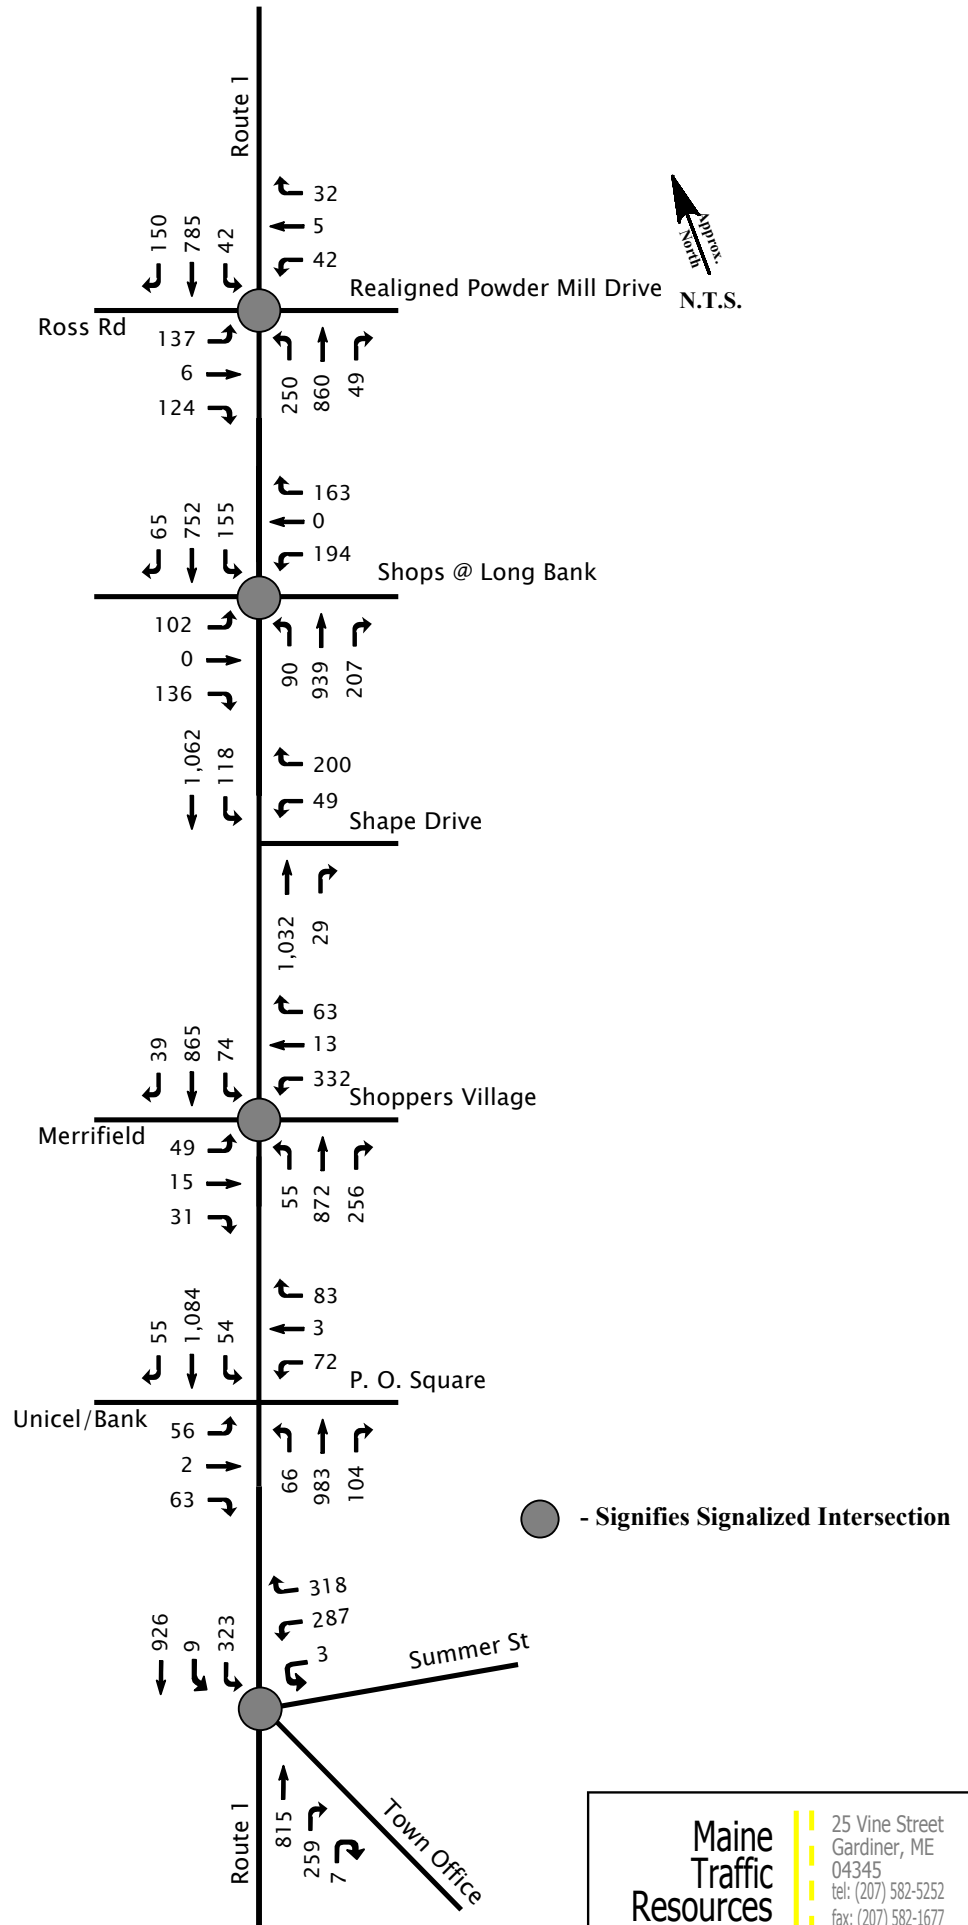 Route 1
32
5
42
150
785
42
Realigned Powder Mill Drive
Ross Rd
137
6
124
250
860
49
Approx.
North
N.T.S.
163
0
194
65
752
155
Shops @ Long Bank
102
0
136
90
939
207
1,062
118
200
49
Shape Drive
1,032
29
63
13
332
39
865
74
Shoppers Village
Merrifield
49
15
31
55
872
256
83
3
72
55
1,084
54
P. O. Square
Unicel/Bank
56
2
63
66
983
104
- Signifies Signalized Intersection
318
287
3
926
9
323
Summer St
Town Office
Route 1
815
259
7
Maine
Traffic
Resources
25 Vine Street
Gardiner, ME
04345
tel: (207) 582-5252
fax: (207) 582-1677